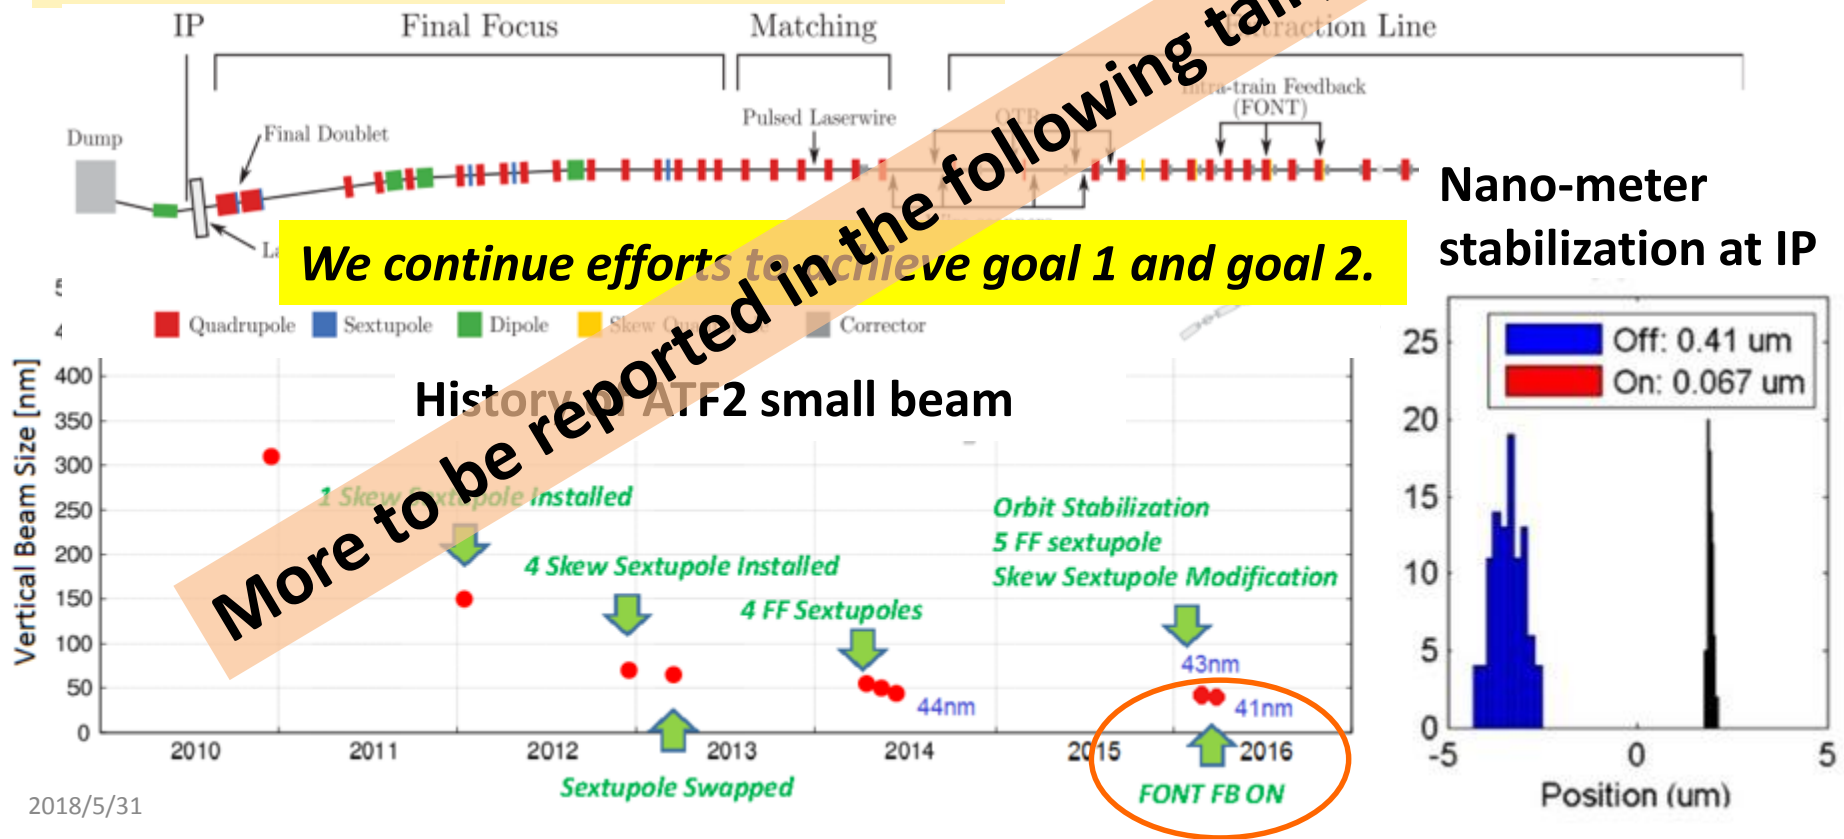 IP
Final Focus
Matching
Extraction Line
Pulsed Laserwire
Intra-train Feedback
(FONT)
Dump
Final Doublet
More to be reported in the following
Nano-meter
stabilization at IP
We continue efforts to achieve goal 1 and goal 2.
Quadrupole
Sextupole
Dipole
Corrector
History of ATF2 small beam
Vertical Beam Size [nm]
400
350
300
250
200
150
100
50
0
2010
2011
2012
2013
2014
2015
2016
1 Skew Sextupole Installed
4 Skew Sextupole Installed
4 FF Sextupoles
Orbit Stabilization
5 FF sextupole
Skew Sextupole Modification
44nm
43nm
41nm
Sextupole Swapped
FONT FB ON
Off: 0.41 um
On: 0.067 um
25
20
15
10
5
0
-5
0
5
Position (um)
2018/5/31